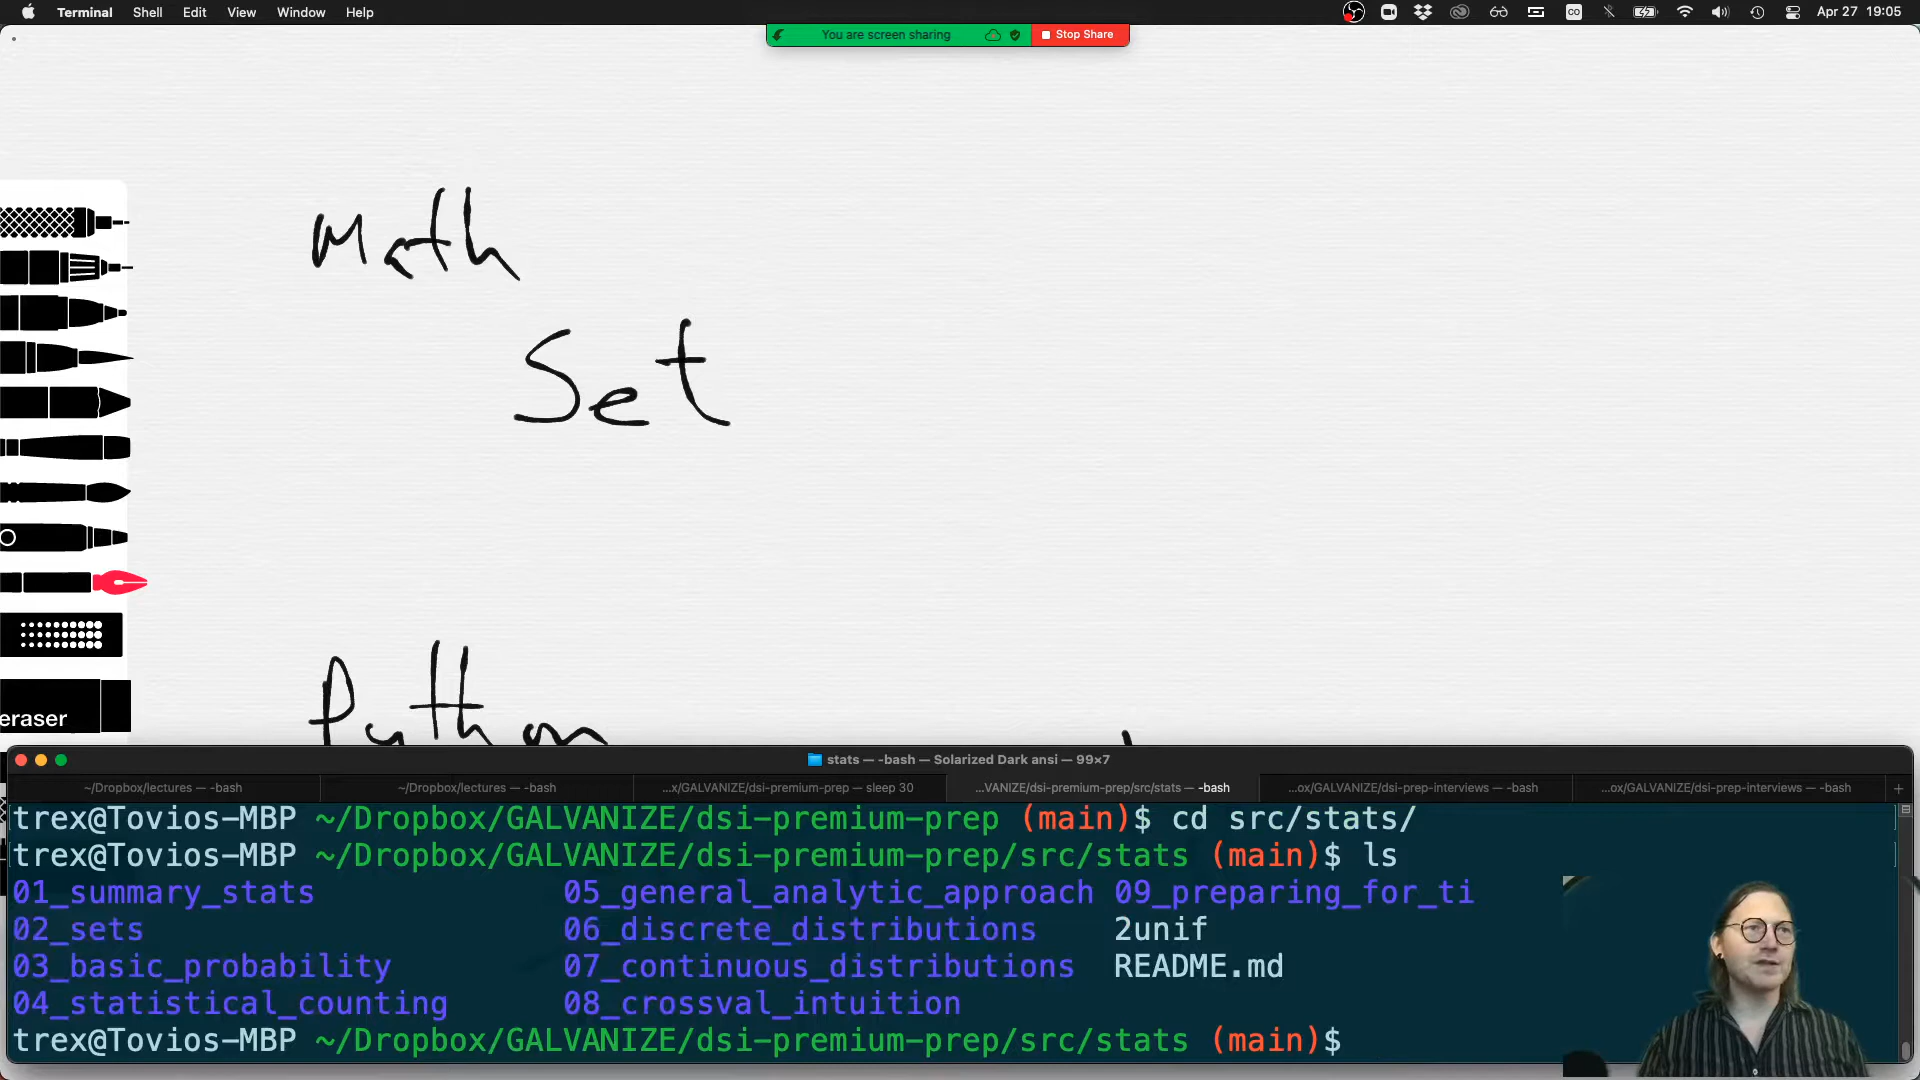 Terminal Shell Edit View Window Help Apr 27 19:05
You are screen sharing Stop Share
Math
Set
Python
eraser
stats — -bash — Solarized Dark ansi — 99×7
~/Dropbox/lectures — -bash ~/Dropbox/lectures — -bash ...x/GALVANIZE/dsi-premium-prep — sleep 30 ...VANIZE/dsi-premium-prep/src/stats — -bash ...ox/GALVANIZE/dsi-prep-interviews — -bash ...ox/GALVANIZE/dsi-prep-interviews — -bash +
trex@Tovios-MBP ~/Dropbox/GALVANIZE/dsi-premium-prep (main)$ cd src/stats/
trex@Tovios-MBP ~/Dropbox/GALVANIZE/dsi-premium-prep/src/stats (main)$ ls
01_summary_stats 05_general_analytic_approach 09_preparing_for_ti
02_sets 06_discrete_distributions 2unif
03_basic_probability 07_continuous_distributions README.md
04_statistical_counting 08_crossval_intuition
trex@Tovios-MBP ~/Dropbox/GALVANIZE/dsi-premium-prep/src/stats (main)$